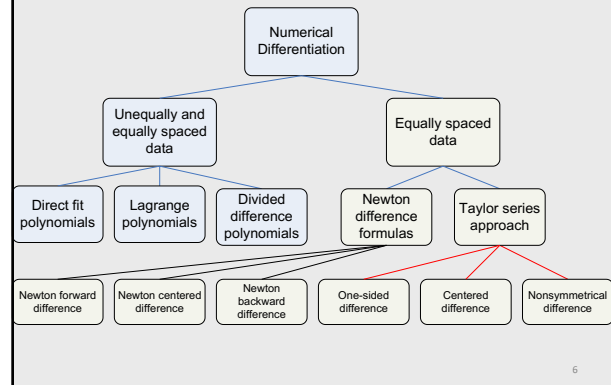 Numerical
Differentiation
Unequally and
equally spaced
data
Equally spaced
data
Direct fit
polynomials
Lagrange
polynomials
Divided
difference
polynomials
Newton
difference
formulas
Taylor series
approach
Newton forward
difference
Newton centered
difference
Newton
backward
difference
One-sided
difference
Centered
difference
Nonsymmetrical
difference
6